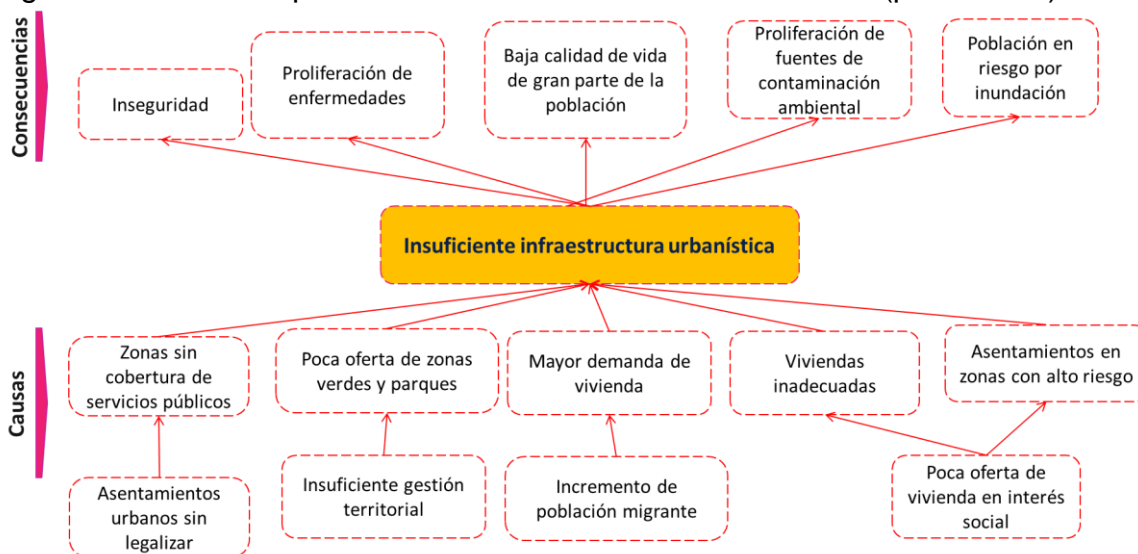 Consecuencias
Inseguridad
Proliferación de
enfermedades
Baja calidad de vida
de gran parte de la
población
Proliferación de
fuentes de
contaminación
ambiental
Población en
riesgo por
inundación
Insuficiente infraestructura urbanística
Causas
Zonas sin
cobertura de
servicios públicos
Poca oferta de zonas
verdes y parques
Mayor demanda de
vivienda
Viviendas
inadecuadas
Asentamientos en
zonas con alto riesgo
Asentamientos
urbanos sin
legalizar
Insuficiente gestión
territorial
Incremento de
población migrante
Poca oferta de
vivienda en interés
social